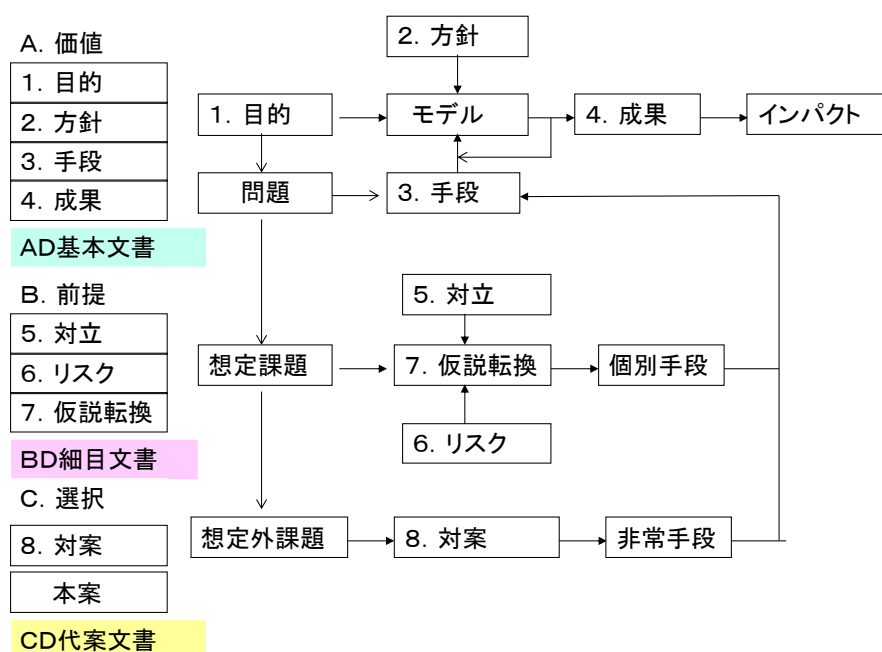 A. 価値
1. 目的
2. 方針
3. 手段
4. 成果
AD基本文書
B. 前提
5. 対立
6. リスク
7. 仮説転換
BD細目文書
C. 選択
8. 対案
本案
CD代案文書
2. 方針
1. 目的
モデル
4. 成果
インパクト
問題
3. 手段
5. 対立
想定課題
7. 仮説転換
個別手段
6. リスク
想定外課題
8. 対案
非常手段